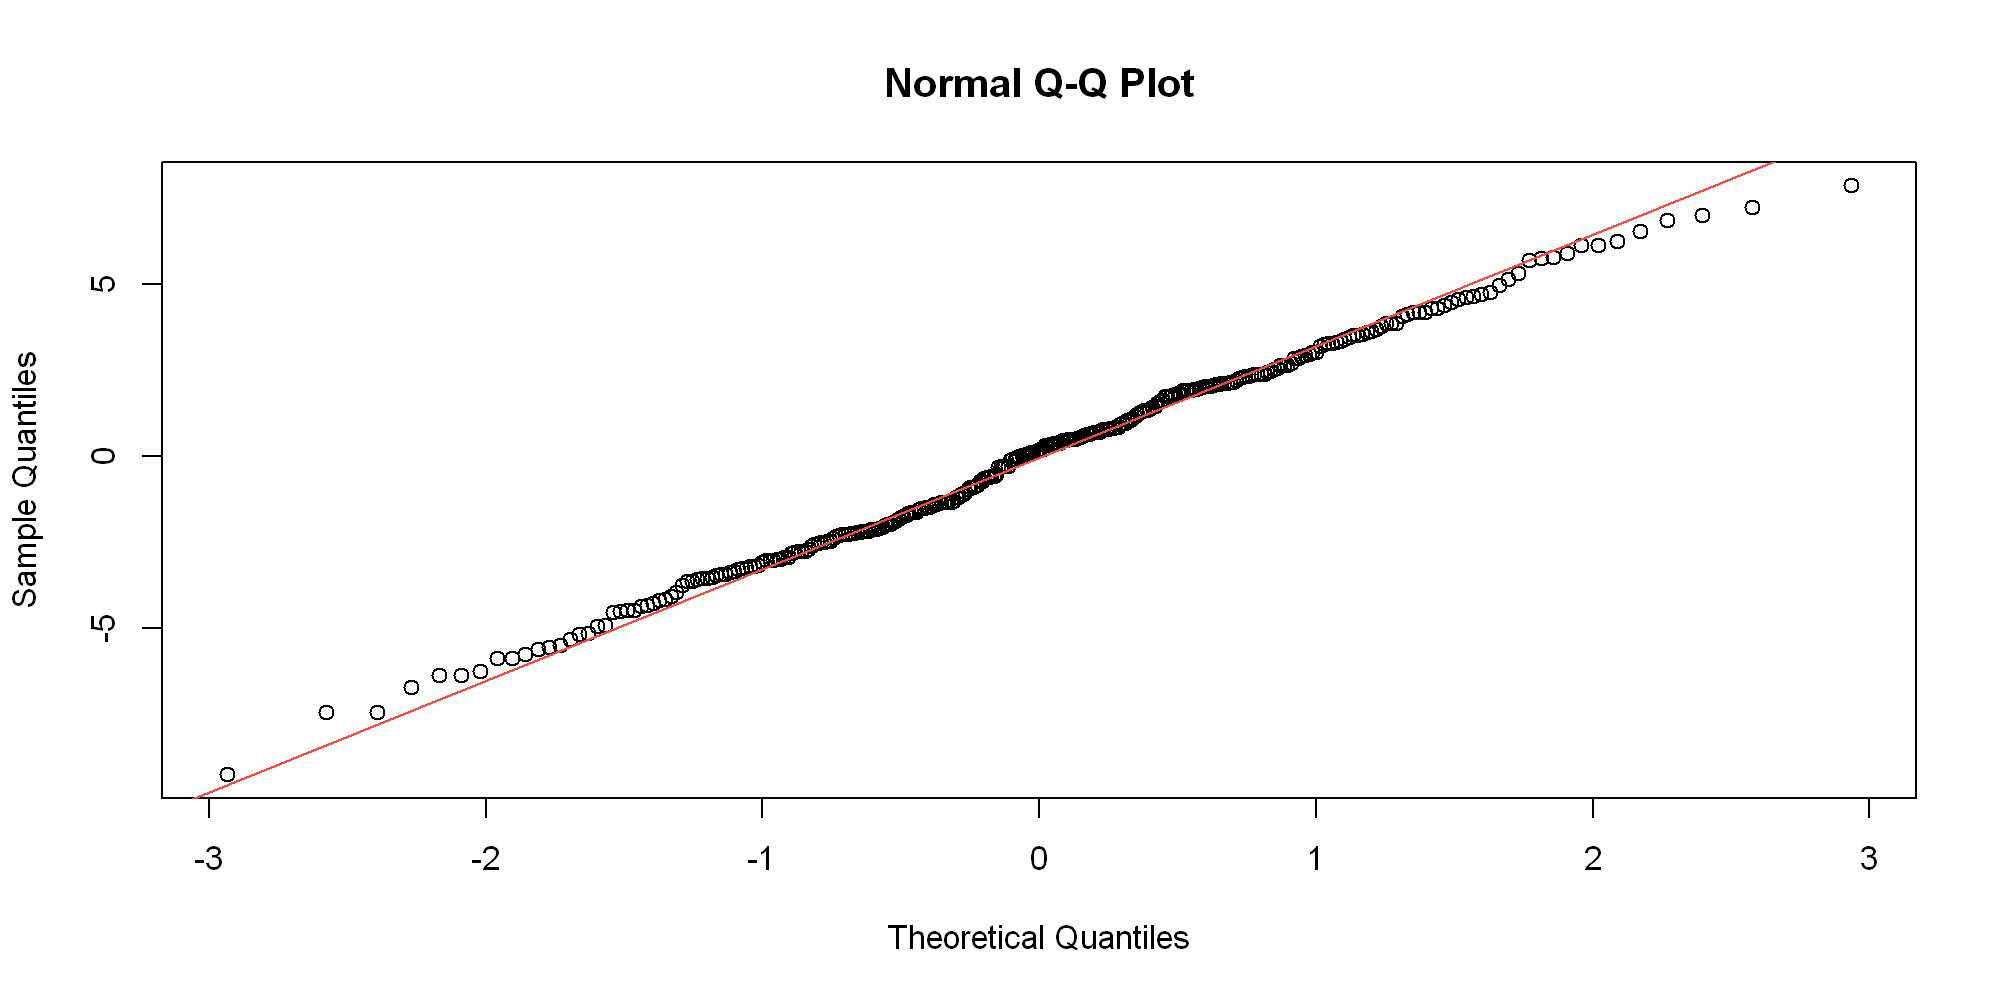 Normal Q-Q Plot
Sample Quantiles
5
0
-5
-3 -2 -1 0 1 2 3
Theoretical Quantiles